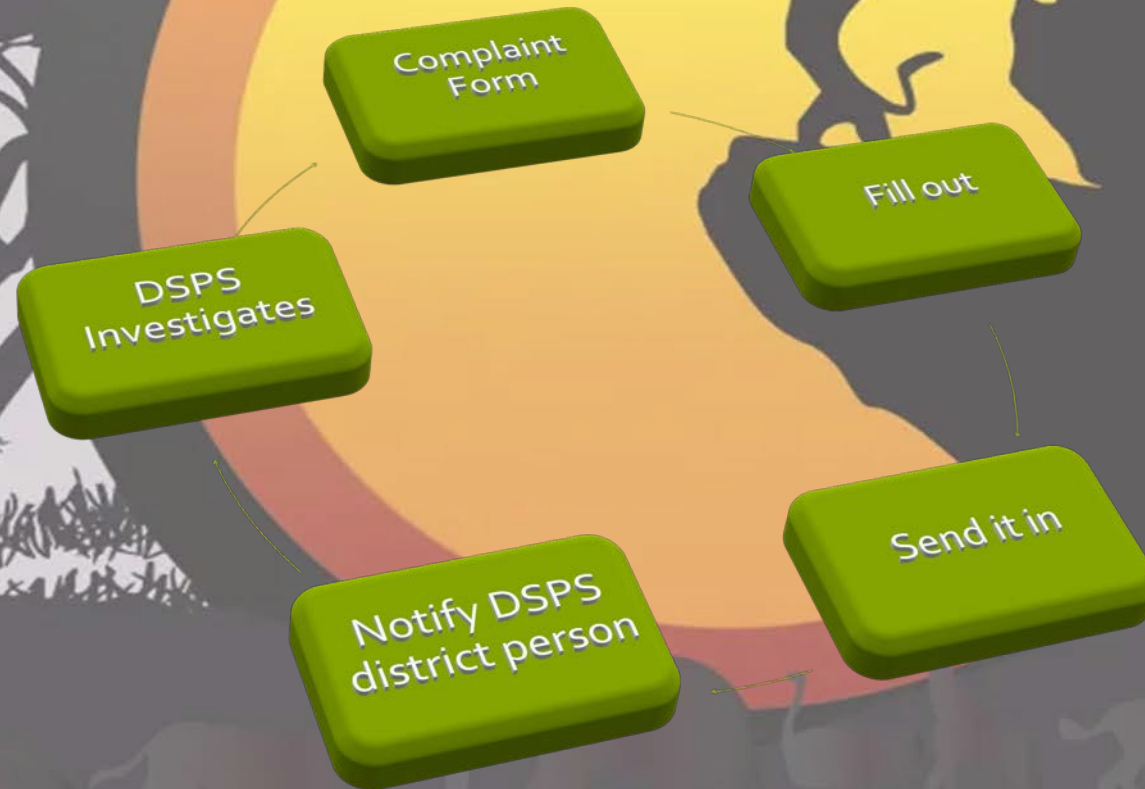 Complaint
Form
Fill out
Send it in
Notify DSPS
district person
DSPS
Investigates